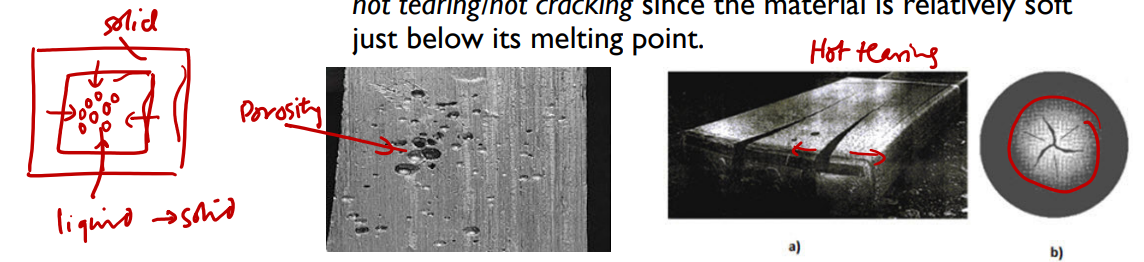 hot tearing/hot cracking since the material is relatively soft
just below its melting point.
solid
Hot tearing
Porosity
liquid → solid
a)
b)